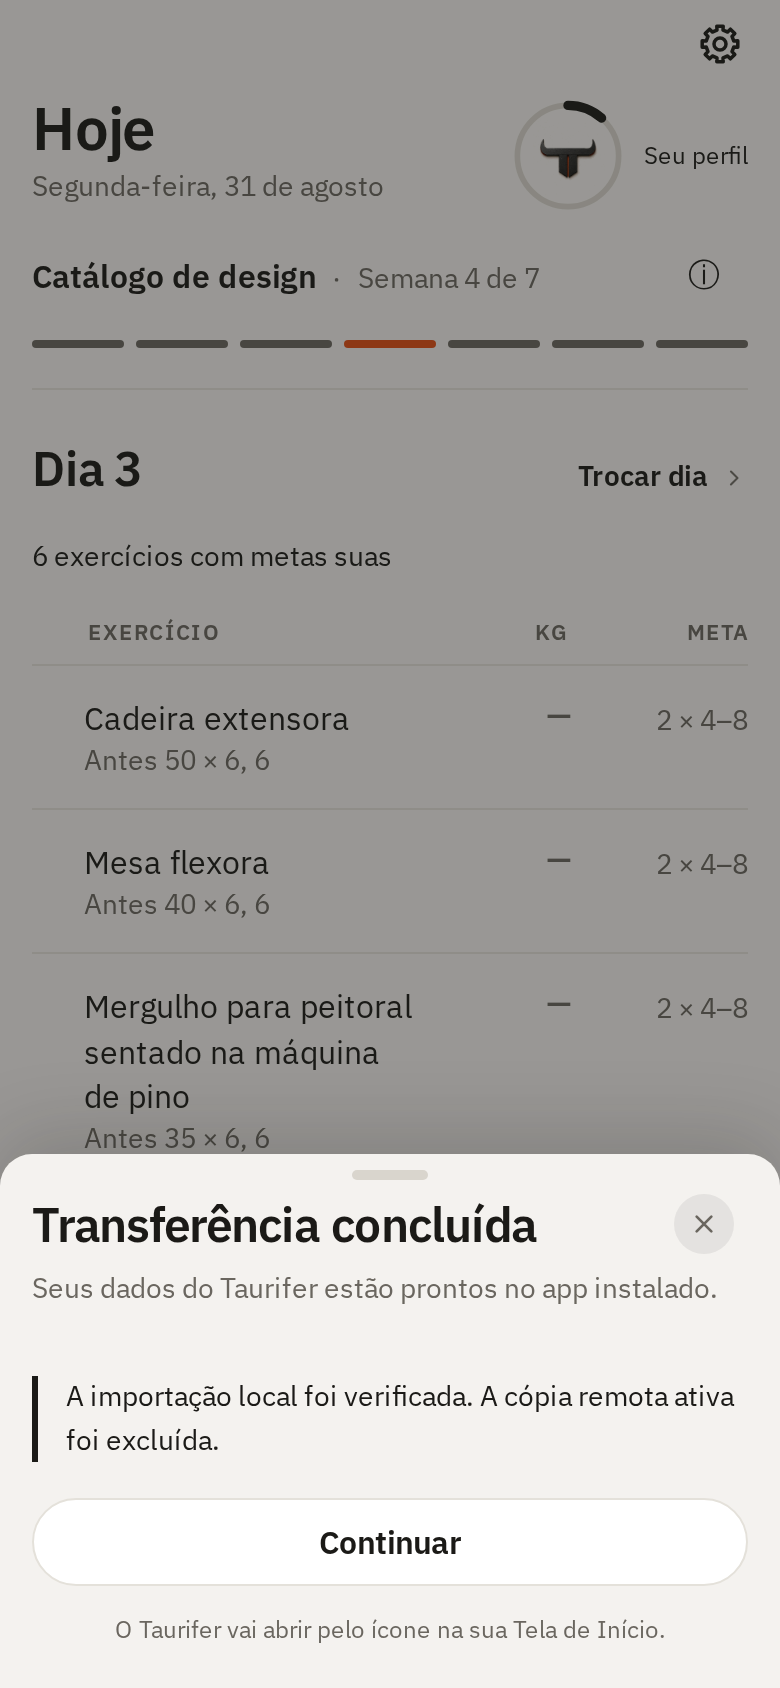 Hoje
Segunda-feira, 31 de agosto
Seu perfil
Catálogo de design · Semana 4 de 7
Dia 3
Trocar dia
6 exercícios com metas suas
EXERCÍCIO KG META
Cadeira extensora — 2 × 4–8
Antes 50 × 6, 6
Mesa flexora — 2 × 4–8
Antes 40 × 6, 6
Mergulho para peitoral — 2 × 4–8
sentado na máquina
de pino
Antes 35 × 6, 6
Transferência concluída
Seus dados do Taurifer estão prontos no app instalado.
A importação local foi verificada. A cópia remota ativa
foi excluída.
Continuar
O Taurifer vai abrir pelo ícone na sua Tela de Início.